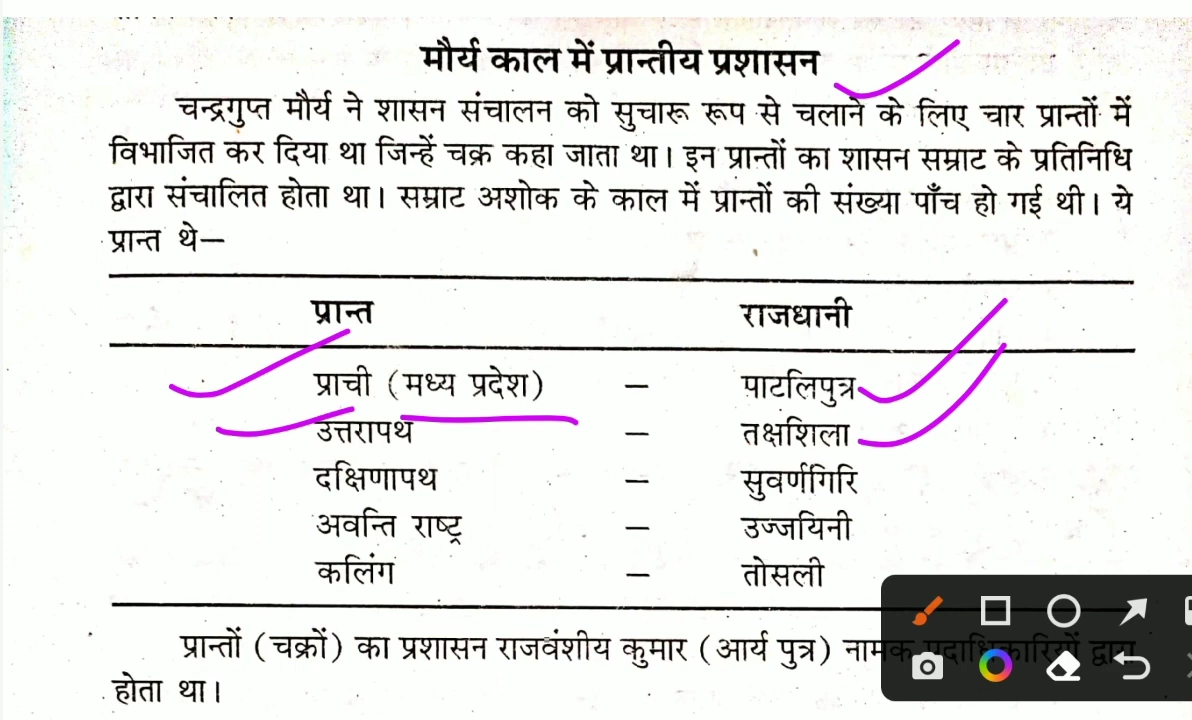 मौर्य काल में प्रान्तीय प्रशासन
चन्द्रगुप्त मौर्य ने शासन संचालन को सुचारू रूप से चलाने के लिए चार प्रान्तों में
विभाजित कर दिया था जिन्हें चक्र कहा जाता था। इन प्रान्तों का शासन सम्राट के प्रतिनिधि
द्वारा संचालित होता था। सम्राट अशोक के काल में प्रान्तों की संख्या पाँच हो गई थी। ये
प्रान्त थे—
प्रान्त राजधानी
प्राची (मध्य प्रदेश) — पाटलिपुत्र
उत्तरापथ — तक्षशिला
दक्षिणापथ — सुवर्णगिरि
अवन्ति राष्ट्र — उज्जयिनी
कलिंग — तोसली
प्रान्तों (चक्रों) का प्रशासन राजवंशीय कुमार (आर्य पुत्र) नामक पदाधिकारियों द्वारा
होता था।